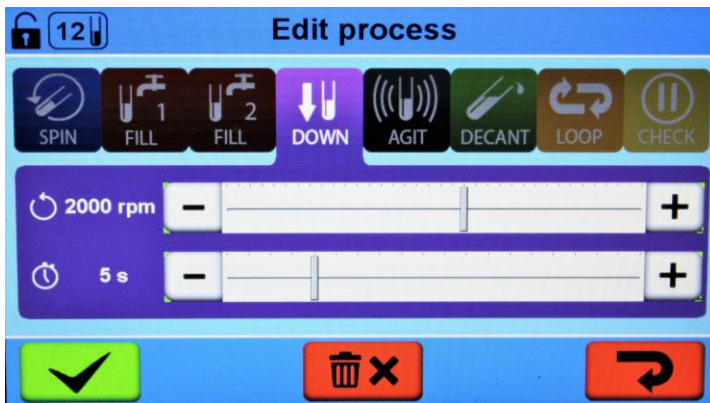 12 Edit process
SPIN
1
FILL
2
FILL
DOWN
AGIT
DECANT
LOOP
CHECK
2000 rpm - +
5 s - +